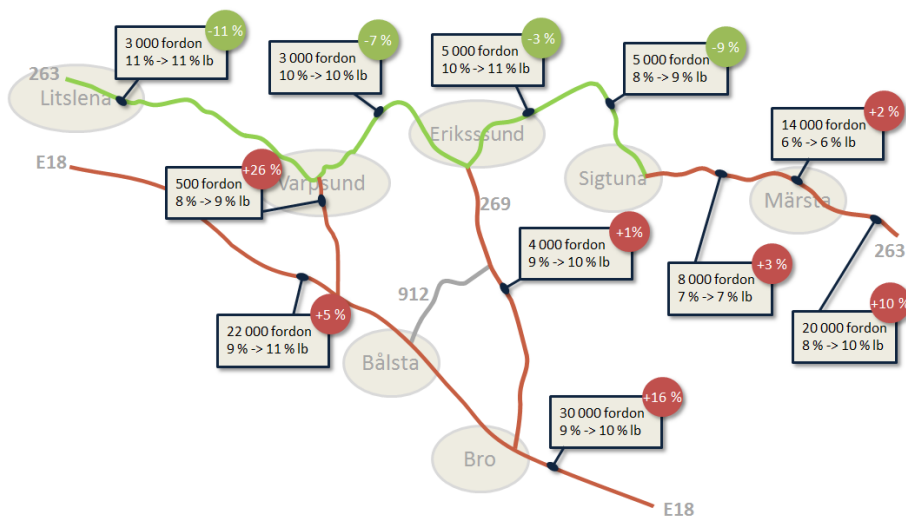 -11 %
3 000 fordon
11 % -> 11 % lb
-7 %
3 000 fordon
10 % -> 10 % lb
-3 %
5 000 fordon
10 % -> 11 % lb
-9 %
5 000 fordon
8 % -> 9 % lb
263
Litslena
Eriksssund
+2 %
14 000 fordon
6 % -> 6 % lb
E18
+26 %
500 fordon
8 % -> 9 % lb
Varpsund
Sigtuna
Märsta
269
263
+1%
4 000 fordon
9 % -> 10 % lb
+3 %
8 000 fordon
7 % -> 7 % lb
912
+5 %
22 000 fordon
9 % -> 11 % lb
+10 %
20 000 fordon
8 % -> 10 % lb
Bålsta
+16 %
30 000 fordon
9 % -> 10 % lb
Bro
E18